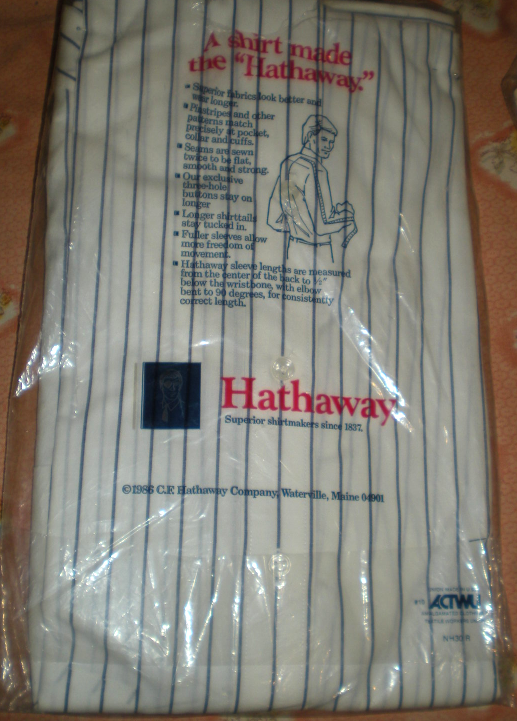 A shirt made
the "Hathaway."
▪ Superior fabrics look better and
wear longer.
▪ Pinstripes and other
patterns match
precisely at pocket,
collar and cuffs.
▪ Seams are sewn
twice to be flat,
smooth and strong.
▪ Our exclusive
three-hole
buttons stay on
longer
▪ Longer shirttails
stay tucked in.
▪ Fuller sleeves allow
more freedom of
movement.
▪ Hathaway sleeve lengths are measured
from the center of the back to ½"
below the wristbone, with elbow
bent to 90 degrees, for consistently
correct length.
Hathaway
Superior shirtmakers since 1837.
©1986 C.F. Hathaway Company, Waterville, Maine 04901
ACTWU